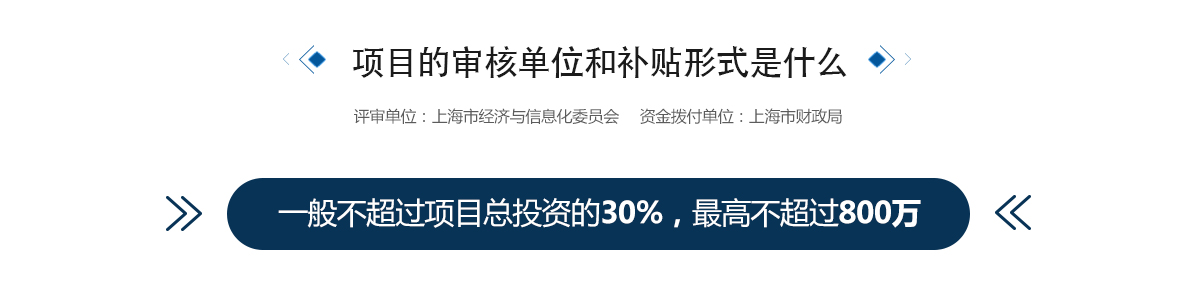 项目的审核单位和补贴形式是什么
评审单位：上海市经济与信息化委员会 资金拨付单位：上海市财政局
一般不超过项目总投资的30%，最高不超过800万